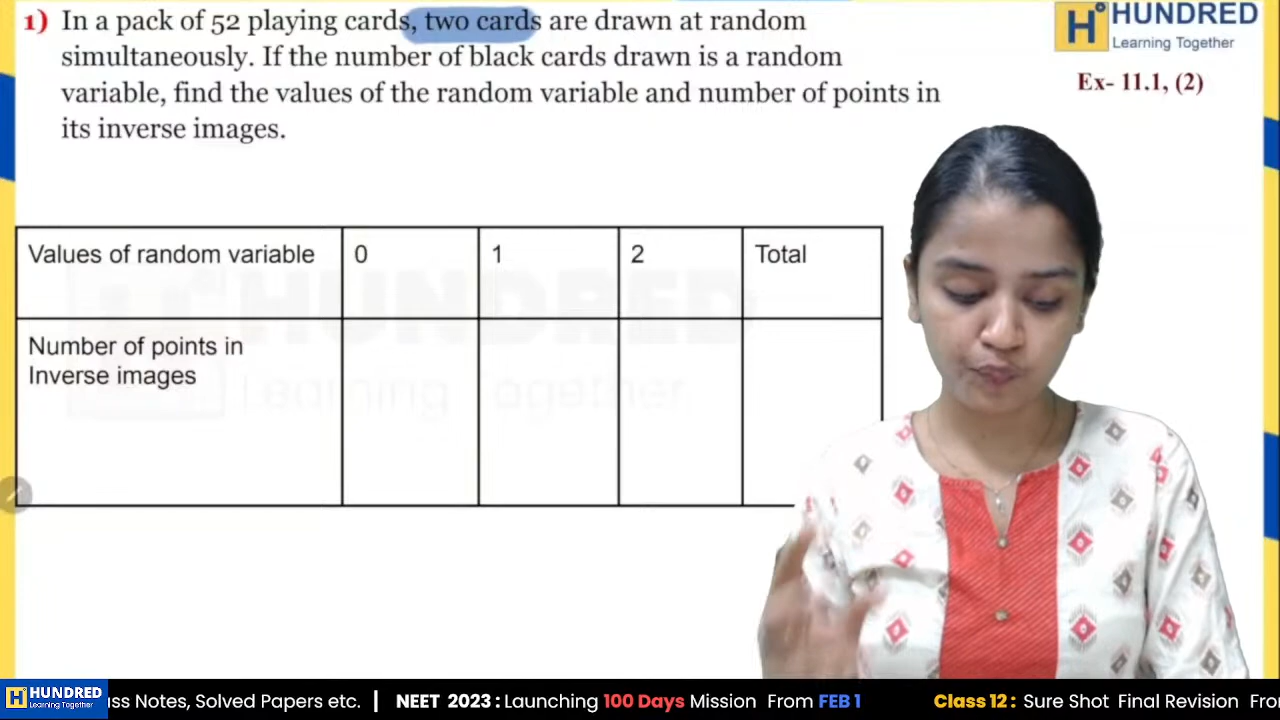 1) In a pack of 52 playing cards, two cards are drawn at random
simultaneously. If the number of black cards drawn is a random
variable, find the values of the random variable and number of points in
its inverse images.
H HUNDRED
Learning Together
Ex- 11.1, (2)
Values of random variable 0 1 2 Total
Number of points in
Inverse images
HUNDRED
Learning Together
H HUNDRED
Learning Together
ss Notes, Solved Papers etc. | NEET 2023 : Launching 100 Days Mission From FEB 1 Class 12 : Sure Shot Final Revision Fro